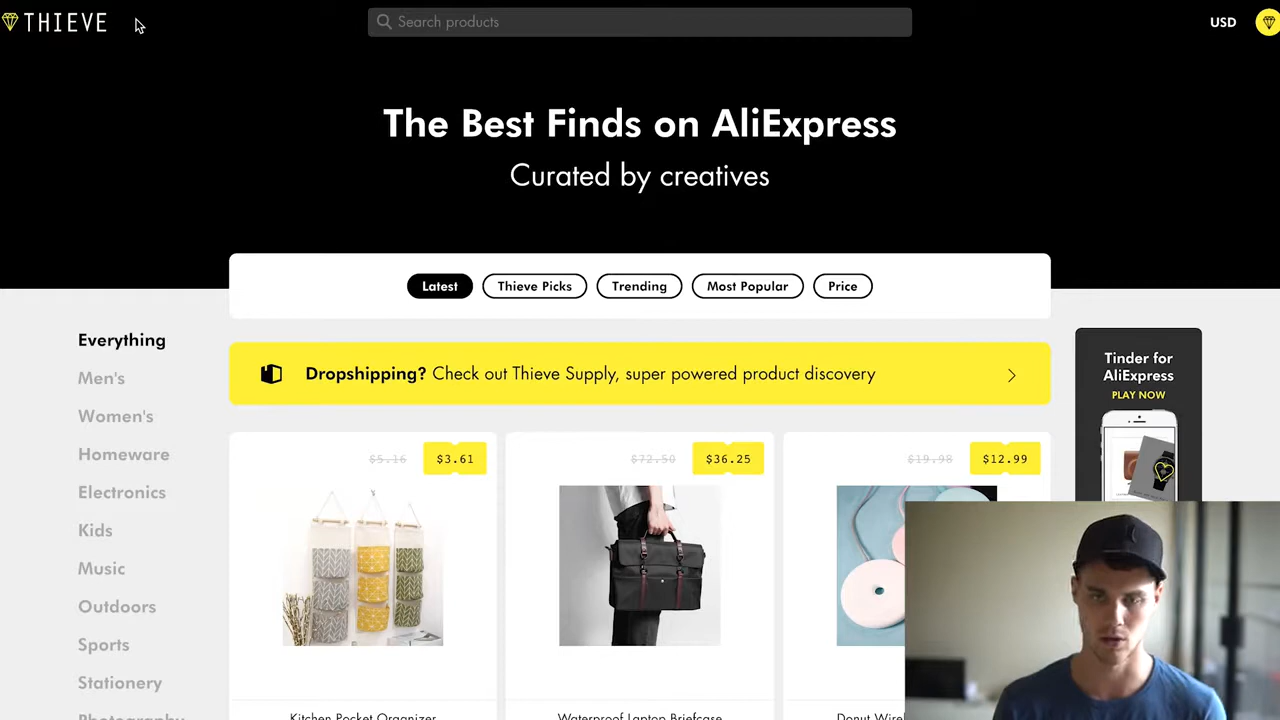 THIEVE
Search products
USD
The Best Finds on AliExpress
Curated by creatives
Latest
Thieve Picks
Trending
Most Popular
Price
Everything
Men's
Women's
Homeware
Electronics
Kids
Music
Outdoors
Sports
Stationery
Photography
Dropshipping? Check out Thieve Supply, super powered product discovery
Tinder for
AliExpress
PLAY NOW
$5.16
$3.61
$72.50
$36.25
$19.98
$12.99
Kitchen Pocket Organizer
Waterproof Laptop Briefcase
Donut